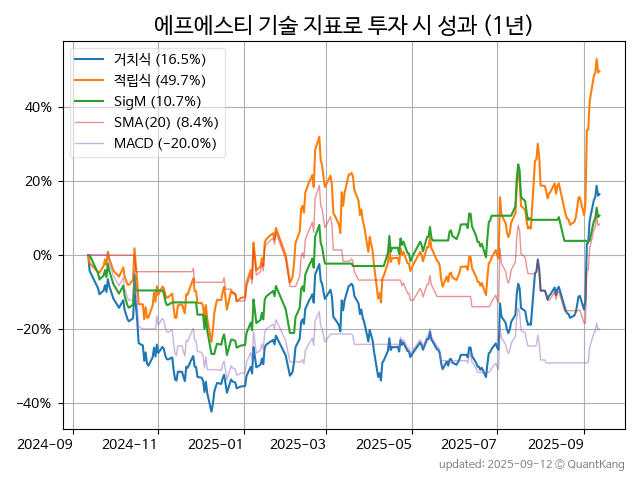 에프에스티 기술 지표로 투자 시 성과 (1년)
거치식 (16.5%)
적립식 (49.7%)
SigM (10.7%)
SMA(20) (8.4%)
MACD (-20.0%)
40%
20%
0%
-20%
-40%
2024-09 2024-11 2025-01 2025-03 2025-05 2025-07 2025-09
updated: 2025-09-12 © QuantKang